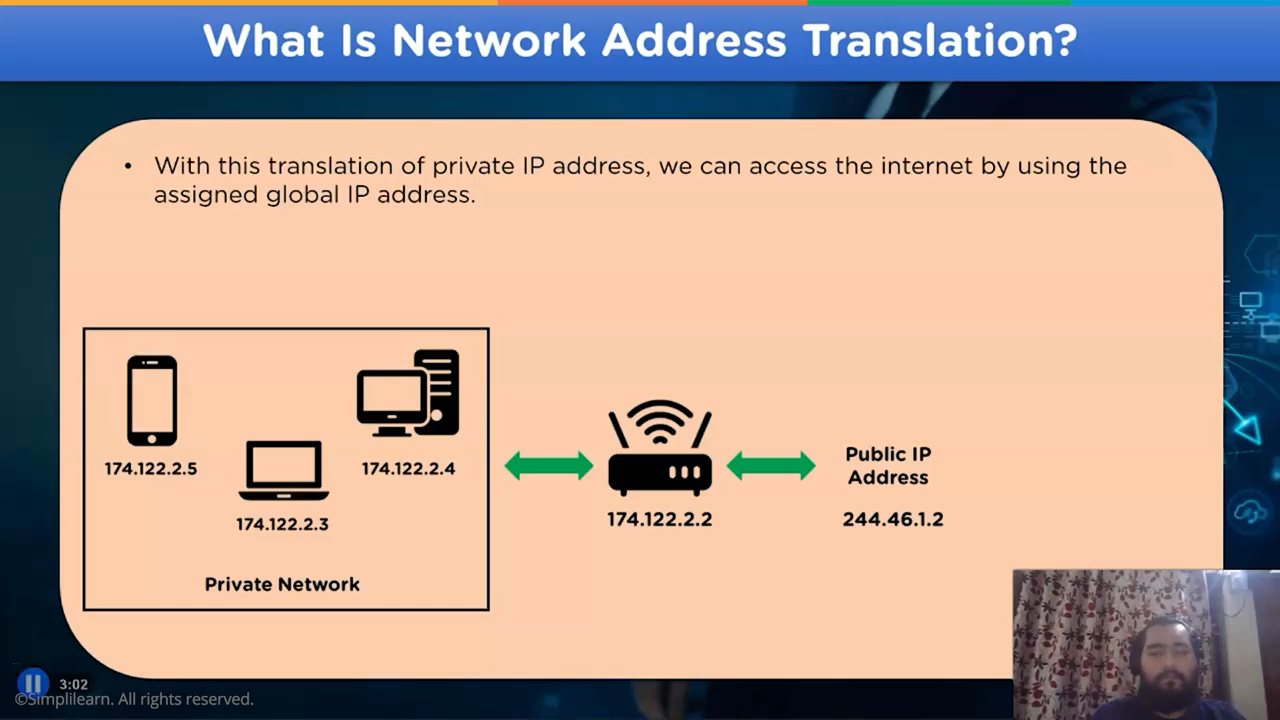 What Is Network Address Translation?
• With this translation of private IP address, we can access the internet by using the
assigned global IP address.
174.122.2.5
174.122.2.4
174.122.2.3
Private Network
174.122.2.2
Public IP
Address
244.46.1.2
3:02
©Simplilearn. All rights reserved.